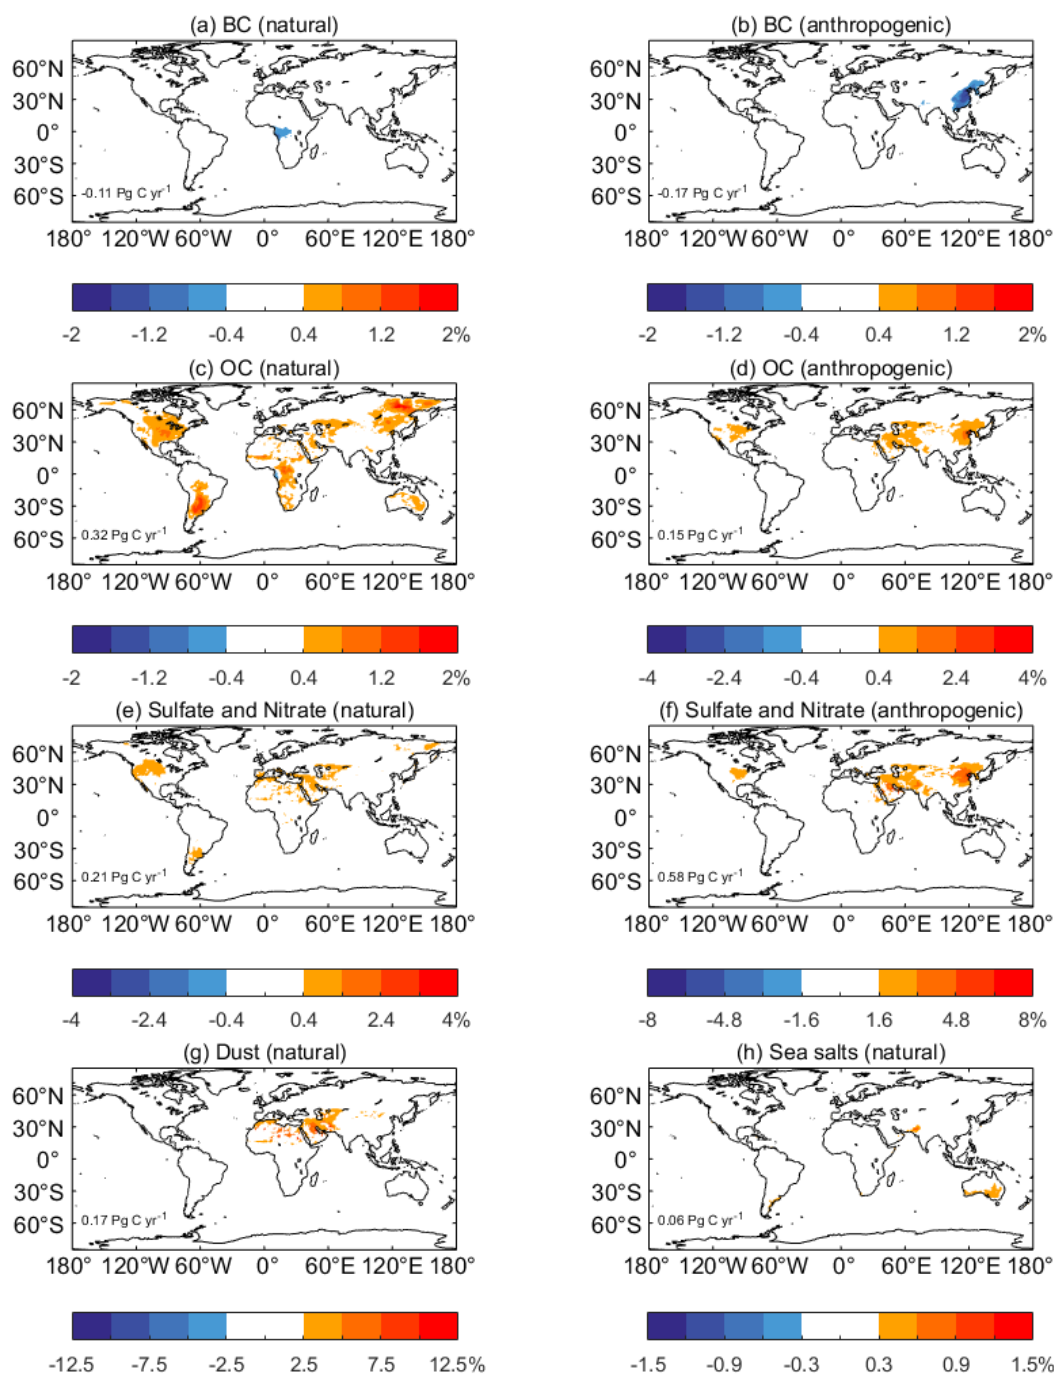 (a) BC (natural)
60°N
30°N
0°
30°S
60°S
-0.11 Pg C yr-1
180° 120°W 60°W 0° 60°E 120°E 180°
-2 -1.2 -0.4 0.4 1.2 2%
(b) BC (anthropogenic)
60°N
30°N
0°
30°S
60°S
-0.17 Pg C yr-1
180° 120°W 60°W 0° 60°E 120°E 180°
-2 -1.2 -0.4 0.4 1.2 2%
(c) OC (natural)
60°N
30°N
0°
30°S
60°S
0.32 Pg C yr-1
180° 120°W 60°W 0° 60°E 120°E 180°
-2 -1.2 -0.4 0.4 1.2 2%
(d) OC (anthropogenic)
60°N
30°N
0°
30°S
60°S
0.15 Pg C yr-1
180° 120°W 60°W 0° 60°E 120°E 180°
-4 -2.4 -0.4 0.4 2.4 4%
(e) Sulfate and Nitrate (natural)
60°N
30°N
0°
30°S
60°S
0.21 Pg C yr-1
180° 120°W 60°W 0° 60°E 120°E 180°
-4 -2.4 -0.4 0.4 2.4 4%
(f) Sulfate and Nitrate (anthropogenic)
60°N
30°N
0°
30°S
60°S
0.58 Pg C yr-1
180° 120°W 60°W 0° 60°E 120°E 180°
-8 -4.8 -1.6 1.6 4.8 8%
(g) Dust (natural)
60°N
30°N
0°
30°S
60°S
0.17 Pg C yr-1
180° 120°W 60°W 0° 60°E 120°E 180°
-12.5 -7.5 -2.5 2.5 7.5 12.5%
(h) Sea salts (natural)
60°N
30°N
0°
30°S
60°S
0.06 Pg C yr-1
180° 120°W 60°W 0° 60°E 120°E 180°
-1.5 -0.9 -0.3 0.3 0.9 1.5%